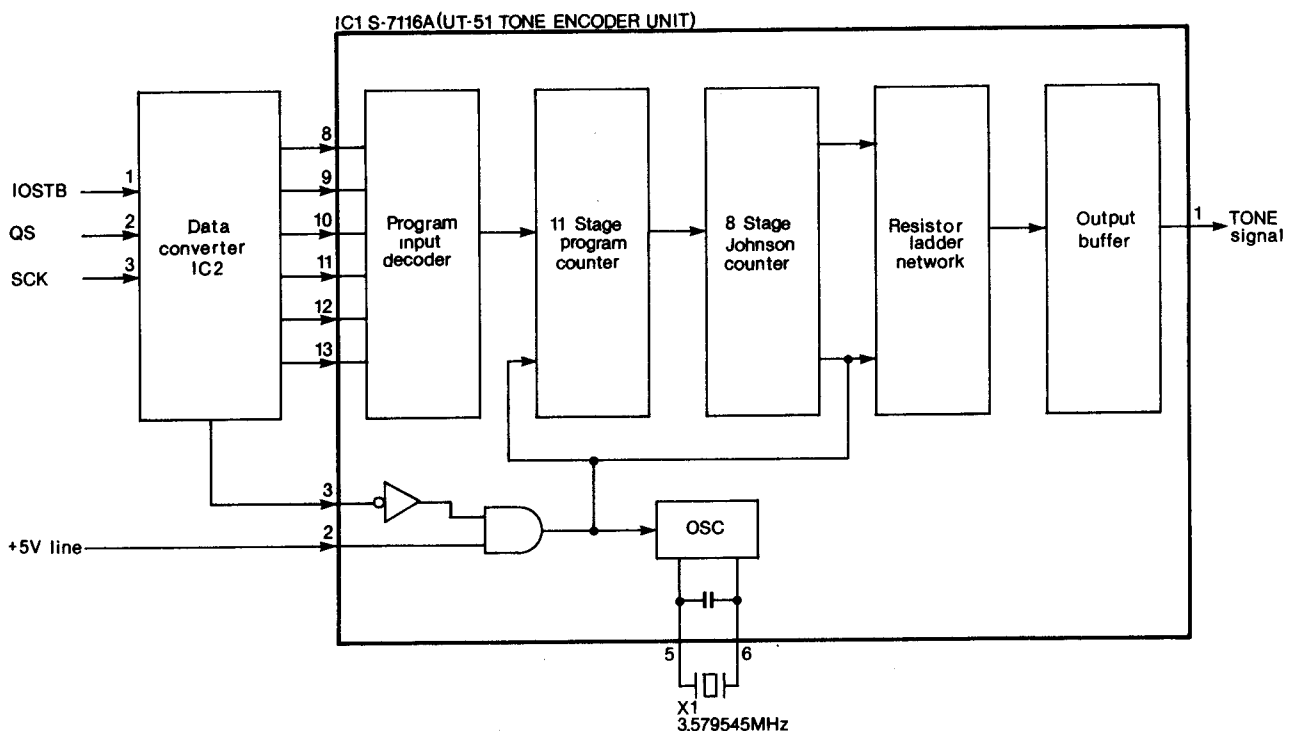 IC1 S-7116A(UT-51 TONE ENCODER UNIT)
IOSTB
1
QS
2
SCK
3
Data
converter
IC2
8
9
10
11
12
13
Program
input
decoder
11 Stage
program
counter
8 Stage
Johnson
counter
Resistor
ladder
network
Output
buffer
1
TONE
signal
3
+5V line
2
OSC
5
6
X1
3.579545MHz